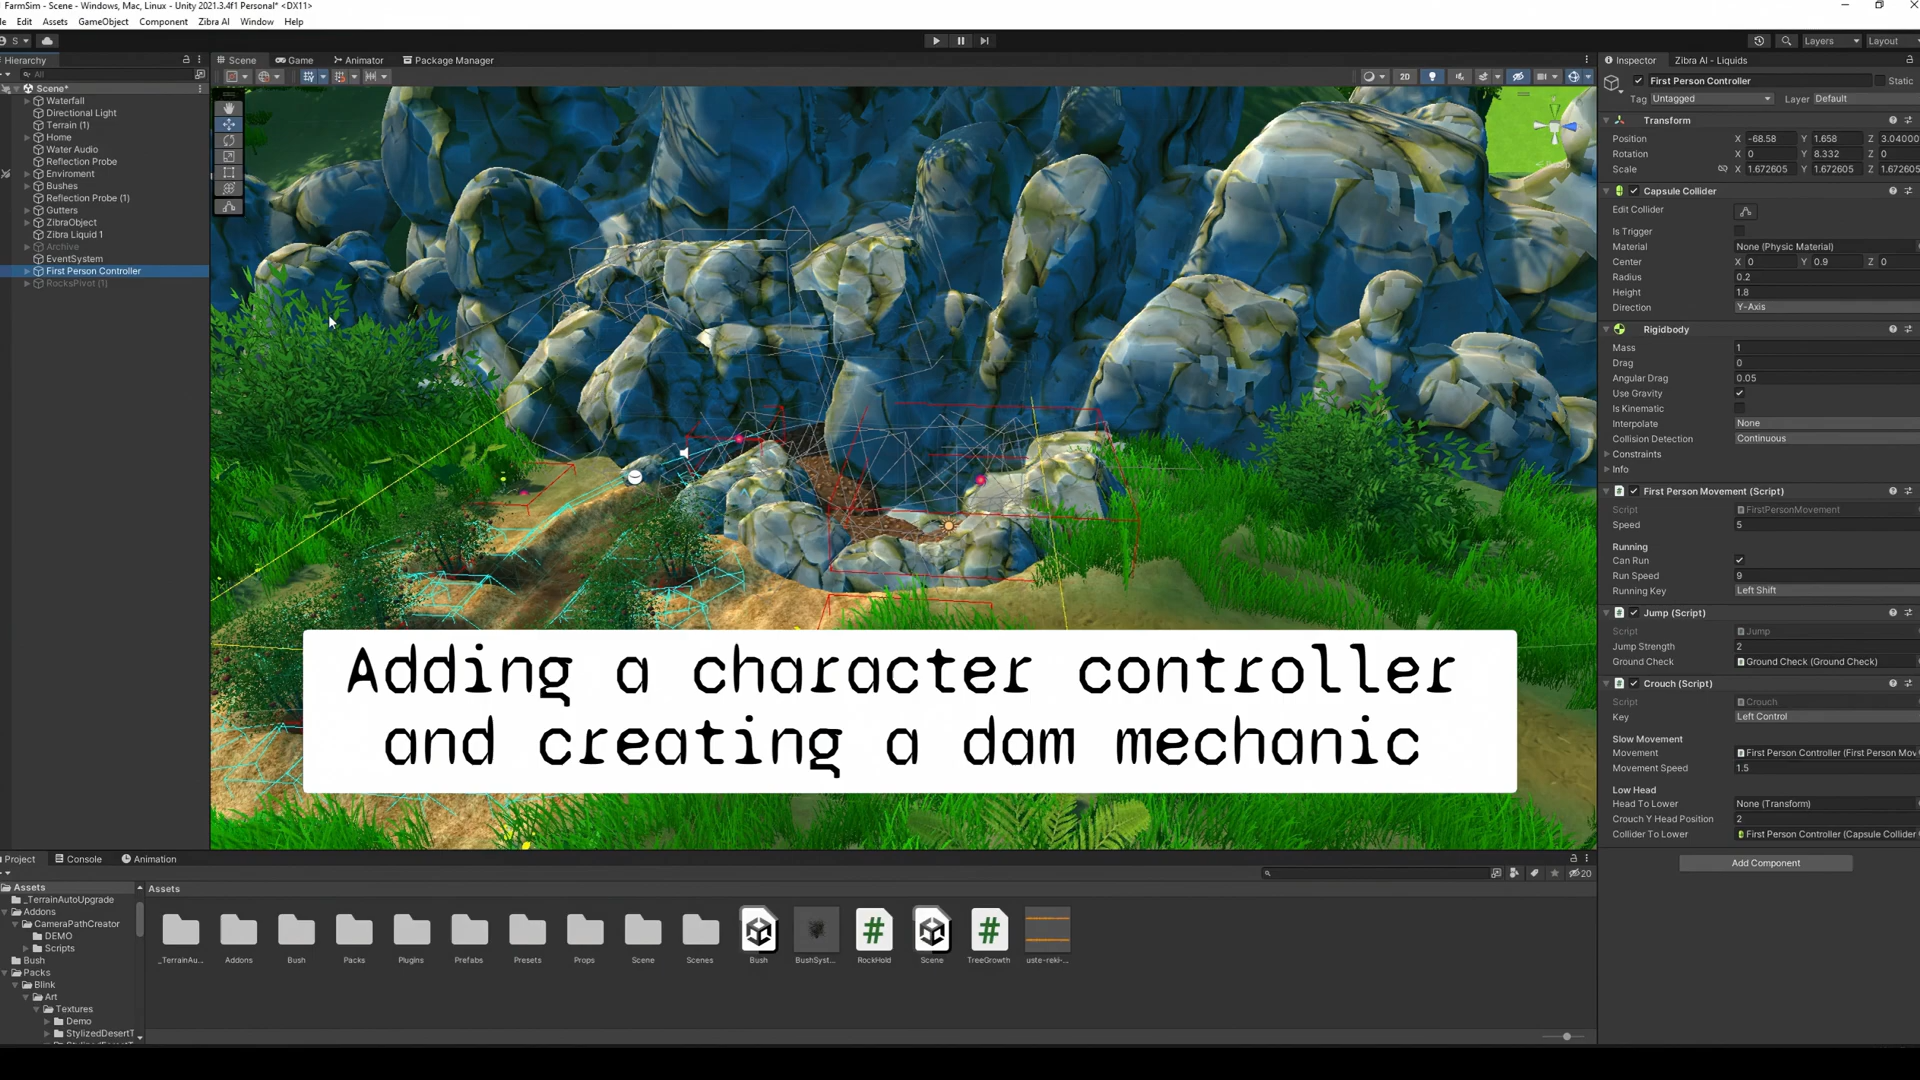 FarmSim - Scene - Windows, Mac, Linux - Unity 2021.3.4f1 Personal* <DX11>
Edit Assets GameObject Component Zibra AI Window Help
S
Layers Layout
Hierarchy
All
Scene*
Waterfall
Directional Light
Terrain (1)
Home
Water Audio
Reflection Probe
Enviroment
Bushes
Reflection Probe (1)
Gutters
ZibraObject
Zibra Liquid 1
Archive
EventSystem
First Person Controller
RocksPivot (1)
Scene Game Animator Package Manager
2D
Adding a character controller
and creating a dam mechanic
Inspector Zibra AI - Liquids
First Person Controller Static
Tag Untagged Layer Default
Transform
Position X -68.58 Y 1.658 Z 3.04000
Rotation X 0 Y 8.332 Z 0
Scale X 1.672605 Y 1.672605 Z 1.672605
Capsule Collider
Edit Collider
Is Trigger
Material None (Physic Material)
Center X 0 Y 0.9 Z 0
Radius 0.2
Height 1.8
Direction Y-Axis
Rigidbody
Mass 1
Drag 0
Angular Drag 0.05
Use Gravity
Is Kinematic
Interpolate None
Collision Detection Continuous
Constraints
Info
First Person Movement (Script)
Script FirstPersonMovement
Speed 5
Running
Can Run
Run Speed 9
Running Key Left Shift
Jump (Script)
Script Jump
Jump Strength 2
Ground Check Ground Check (Ground Check)
Crouch (Script)
Script Crouch
Key Left Control
Slow Movement
Movement First Person Controller (First Person Mov
Movement Speed 1.5
Low Head
Head To Lower None (Transform)
Crouch Y Head Position 2
Collider To Lower First Person Controller (Capsule Collider
Add Component
Project Console Animation
20
Assets
_TerrainAutoUpgrade
Addons
CameraPathCreator
DEMO
Scripts
Bush
Packs
Blink
Art
Textures
Demo
StylizedDesertT
Assets
_TerrainAu... Addons Bush Packs Plugins Prefabs Presets Props Scene Scenes Bush BushSyst... RockHold Scene TreeGrowth uste-reki-...